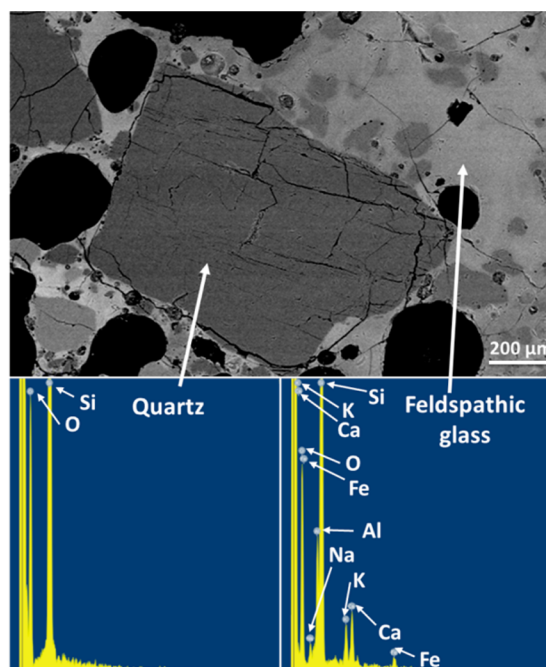 200 µm
Si
O
Quartz
K
Ca
Si
Feldspathic
glass
O
Fe
Al
Na
K
Ca
Fe